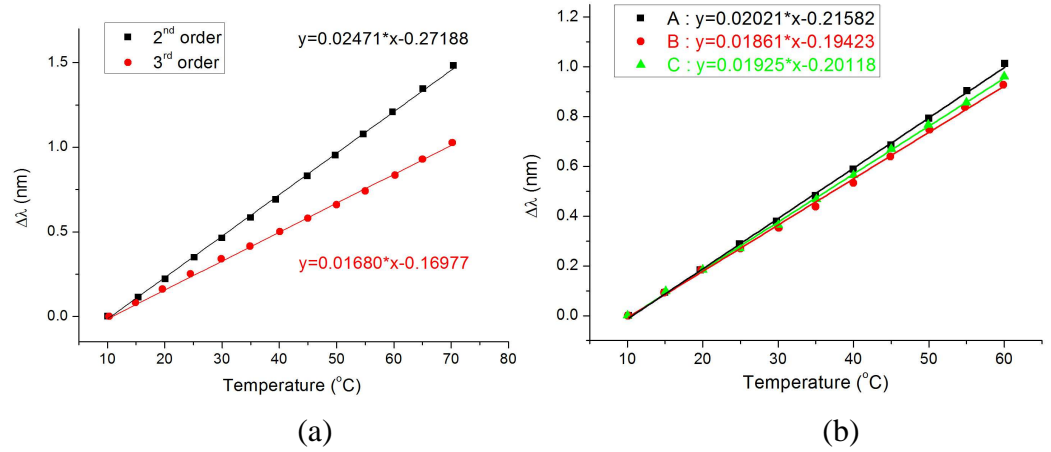 2nd order
3rd order
y=0.02471*x-0.27188
y=0.01680*x-0.16977
1.5
1.0
0.5
0.0
Δλ (nm)
10 20 30 40 50 60 70 80
Temperature (°C)
(a)
A : y=0.02021*x-0.21582
B : y=0.01861*x-0.19423
C : y=0.01925*x-0.20118
1.2
1.0
0.8
0.6
0.4
0.2
0.0
Δλ (nm)
10 20 30 40 50 60
Temperature (°C)
(b)